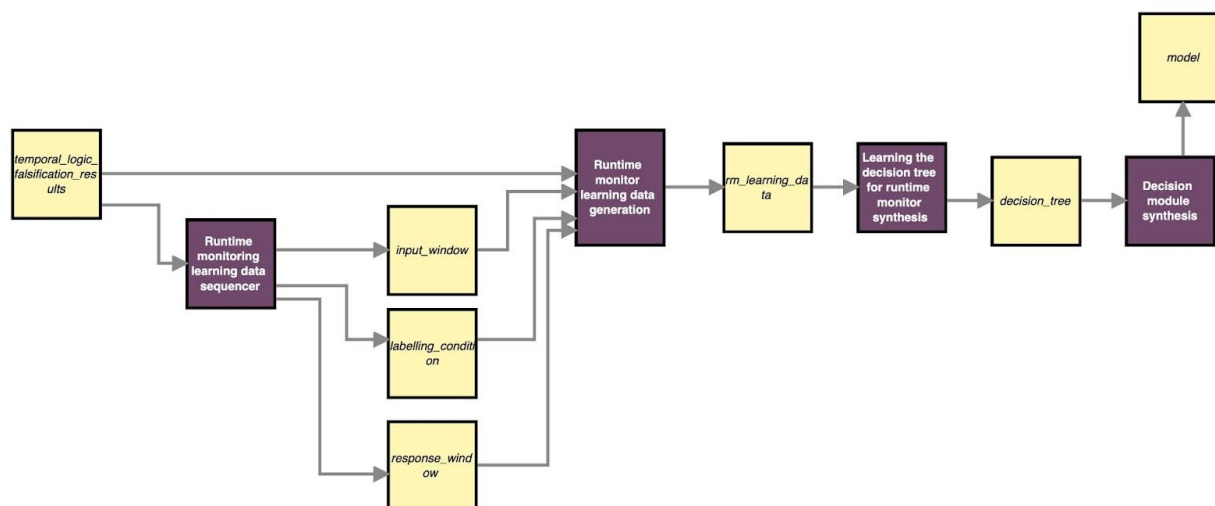 model
temporal_logic_
falsification_res
ults
Runtime
monitor
learning data
generation
rm_learning_da
ta
Learning the
decision tree
for runtime
monitor
synthesis
decision_tree
Decision
module
synthesis
Runtime
monitoring
learning data
sequencer
input_window
labelling_conditi
on
response_wind
ow